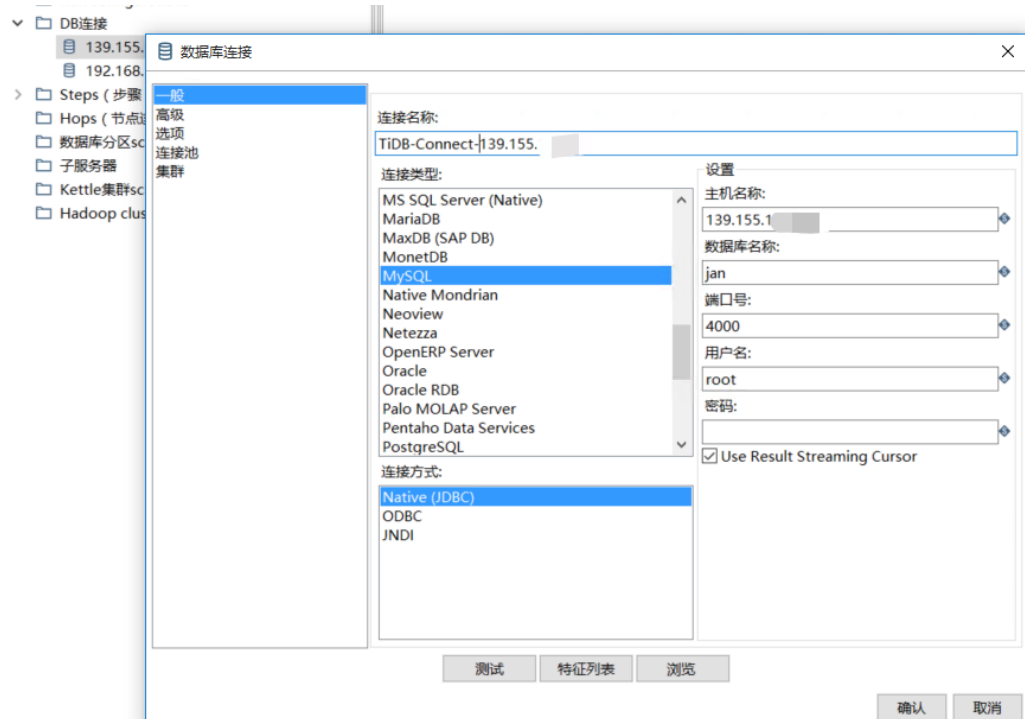 DB连接
139.155.
192.168.
Steps ( 步骤
Hops ( 节点
数据库分区sc
子服务器
Kettle集群sc
Hadoop clus
数据库连接
一般
高级
选项
连接池
集群
连接名称:
TiDB-Connect-139.155.
连接类型:
MS SQL Server (Native)
MariaDB
MaxDB (SAP DB)
MonetDB
MySQL
Native Mondrian
Neoview
Netezza
OpenERP Server
Oracle
Oracle RDB
Palo MOLAP Server
Pentaho Data Services
PostgreSQL
连接方式:
Native (JDBC)
ODBC
JNDI
设置
主机名称:
139.155.1
数据库名称:
jan
端口号:
4000
用户名:
root
密码:
Use Result Streaming Cursor
测试
特征列表
浏览
确认
取消